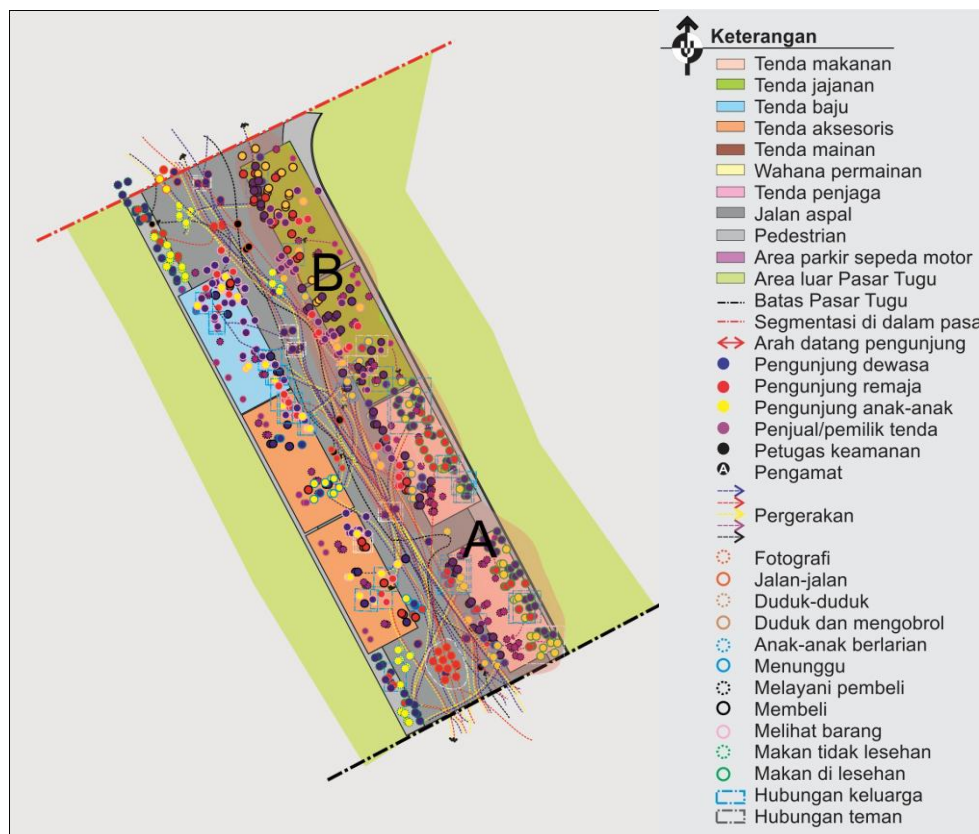 B
A
U
Keterangan
Tenda makanan
Tenda jajanan
Tenda baju
Tenda aksesoris
Tenda mainan
Wahana permainan
Tenda penjaga
Jalan aspal
Pedestrian
Area parkir sepeda motor
Area luar Pasar Tugu
Batas Pasar Tugu
Segmentasi di dalam pasa
Arah datang pengunjung
Pengunjung dewasa
Pengunjung remaja
Pengunjung anak-anak
Penjual/pemilik tenda
Petugas keamanan
A Pengamat
Pergerakan
Fotografi
Jalan-jalan
Duduk-duduk
Duduk dan mengobrol
Anak-anak berlarian
Menunggu
Melayani pembeli
Membeli
Melihat barang
Makan tidak lesehan
Makan di lesehan
Hubungan keluarga
Hubungan teman